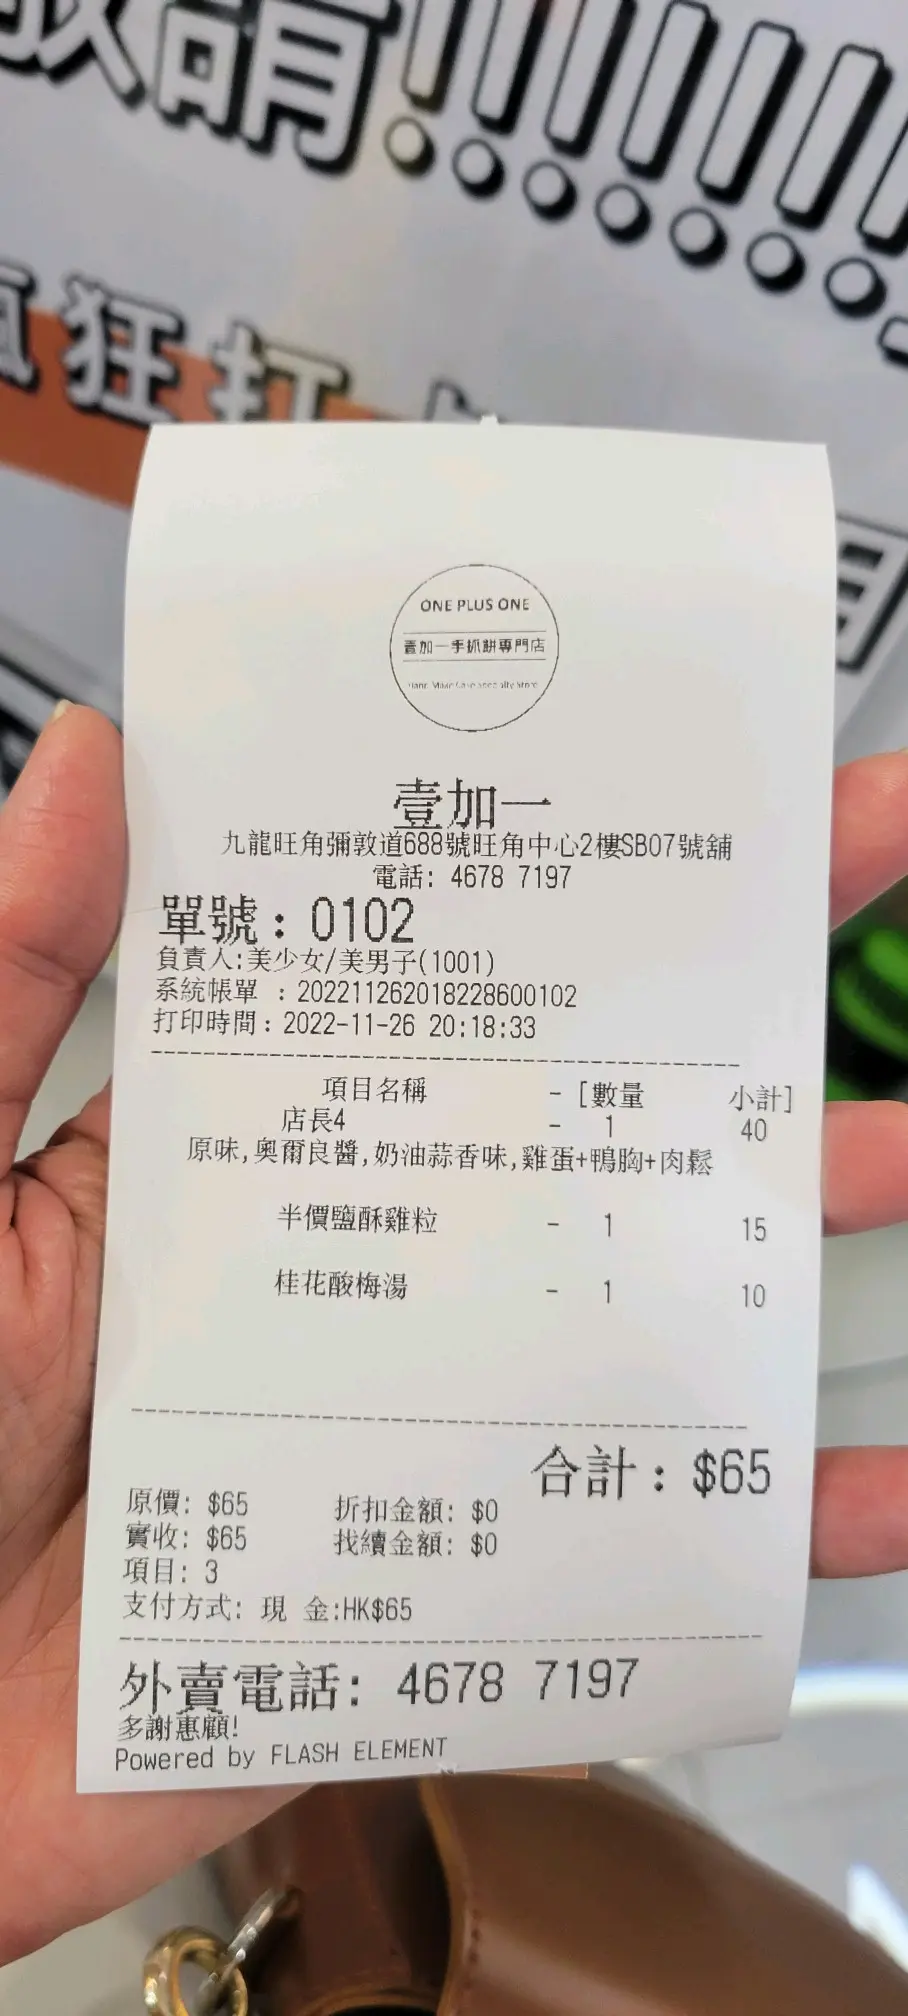 敬請!!!!!!!
瘋狂打
ONE PLUS ONE
壹加一手抓餅專門店
壹加一
九龍旺角彌敦道688號旺角中心2樓SB07號舖
電話: 4678 7197
單號: 0102
負責人:美少女/美男子(1001)
系統帳單 :202211262018228600102
打印時間: 2022-11-26 20:18:33
項目名稱 - [數量 小計]
店長4 - 1 40
原味,奧爾良醬,奶油蒜香味,雞蛋+鴨胸+肉鬆
半價鹽酥雞粒 - 1 15
桂花酸梅湯 - 1 10
合計: $65
原價: $65 折扣金額: $0
實收: $65 找續金額: $0
項目: 3
支付方式: 現 金:HK$65
外賣電話: 4678 7197
多謝惠顧!
Powered by FLASH ELEMENT